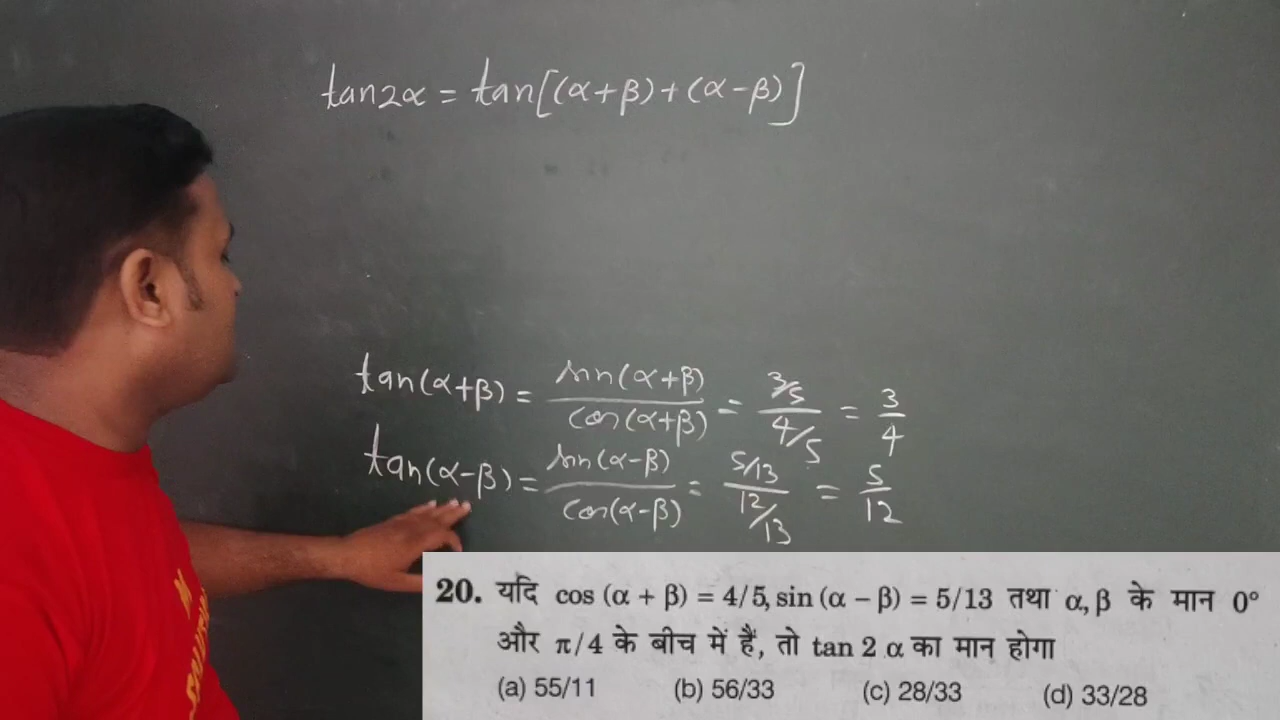 tan2α = tan[(α+β)+(α-β)]
tan(α+β) = sin(α+β)/cos(α+β) = 3/5/4/5 = 3/4
tan(α-β) = sin(α-β)/cos(α-β) = 5/13/12/13 = 5/12
20. यदि cos (α + β) = 4/5, sin (α − β) = 5/13 तथा α, β के मान 0°
और π/4 के बीच में हैं, तो tan 2 α का मान होगा
(a) 55/11 (b) 56/33 (c) 28/33 (d) 33/28